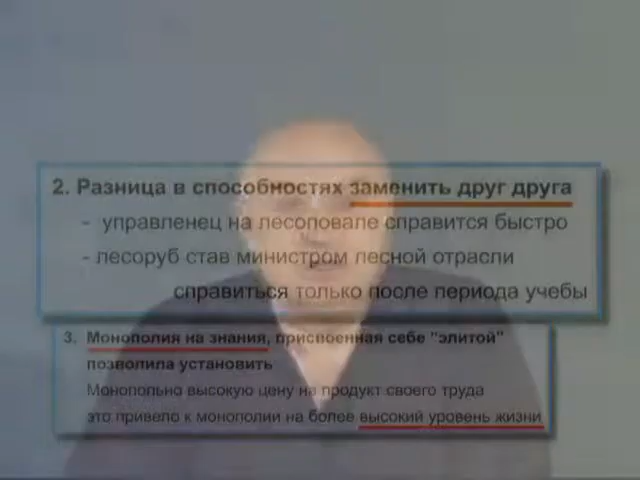 2. Разница в способностях заменить друг друга
- управленец на лесоповале справится быстро
- лесоруб став министром лесной отрасли
справиться только после периода учебы
3. Монополия на знания, присвоенная себе "элитой"
позволила установить
Монопольно высокую цену на продукт своего труда
это привело к монополии на более высокий уровень жизни